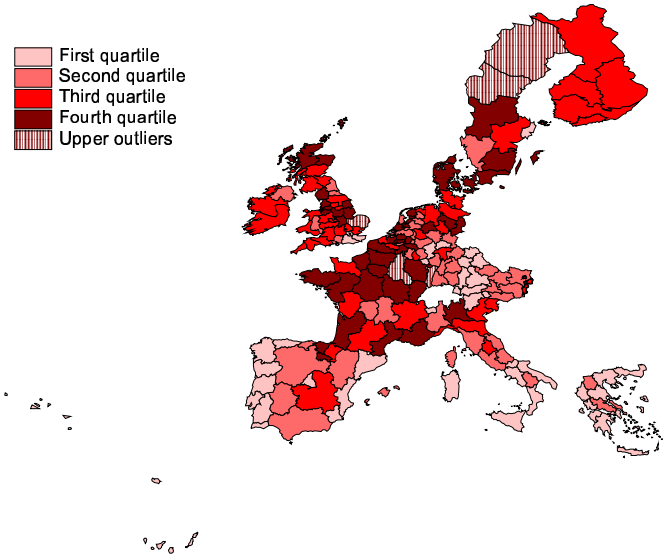 First quartile
Second quartile
Third quartile
Fourth quartile
Upper outliers